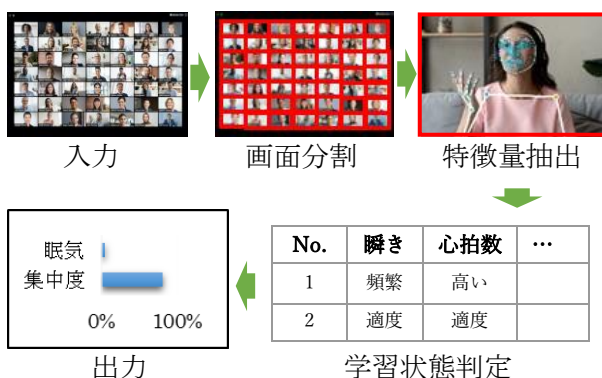 入力
画面分割
特徴量抽出
眠気
集中度
0% 100%
出力
No. 瞬き 心拍数 …
1 頻繁 高い
2 適度 適度
学習状態判定